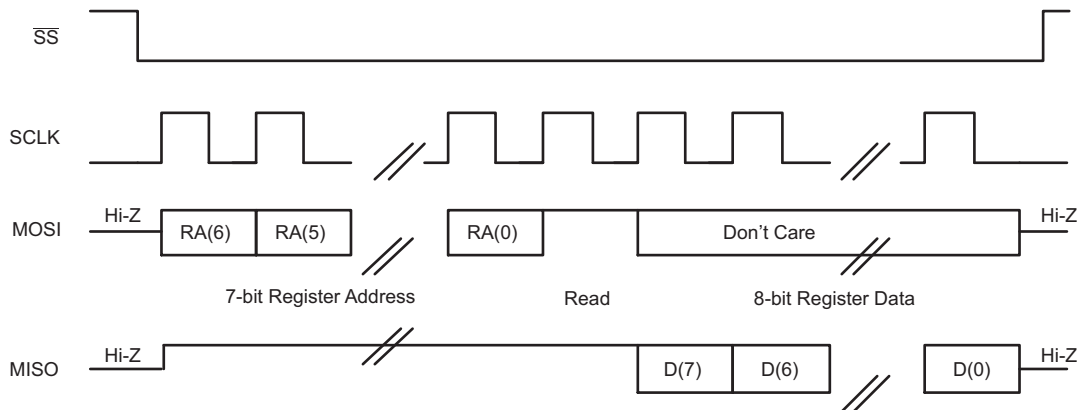 SS
SCLK
MOSI Hi-Z RA(6) RA(5) RA(0) Don't Care Hi-Z
7-bit Register Address Read 8-bit Register Data
MISO Hi-Z D(7) D(6) D(0) Hi-Z